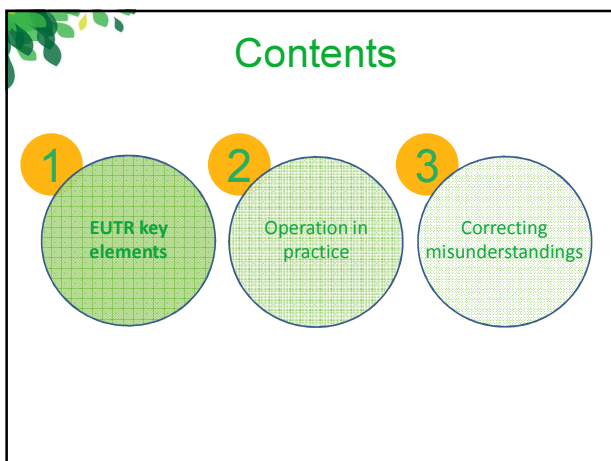 Contents
1
EUTR key
elements
2
Operation in
practice
3
Correcting
misunderstandings